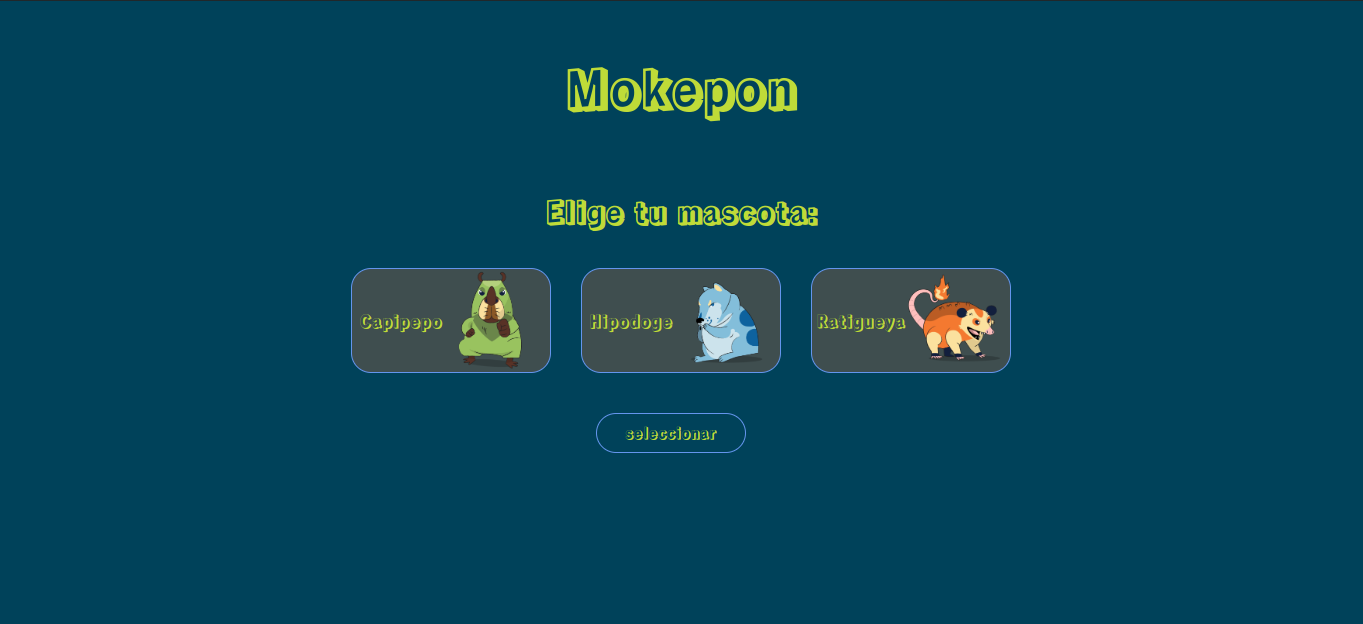 Mokepon
Elige tu mascota:
Capipepo
Hipodoge
Ratigueya
seleccionar